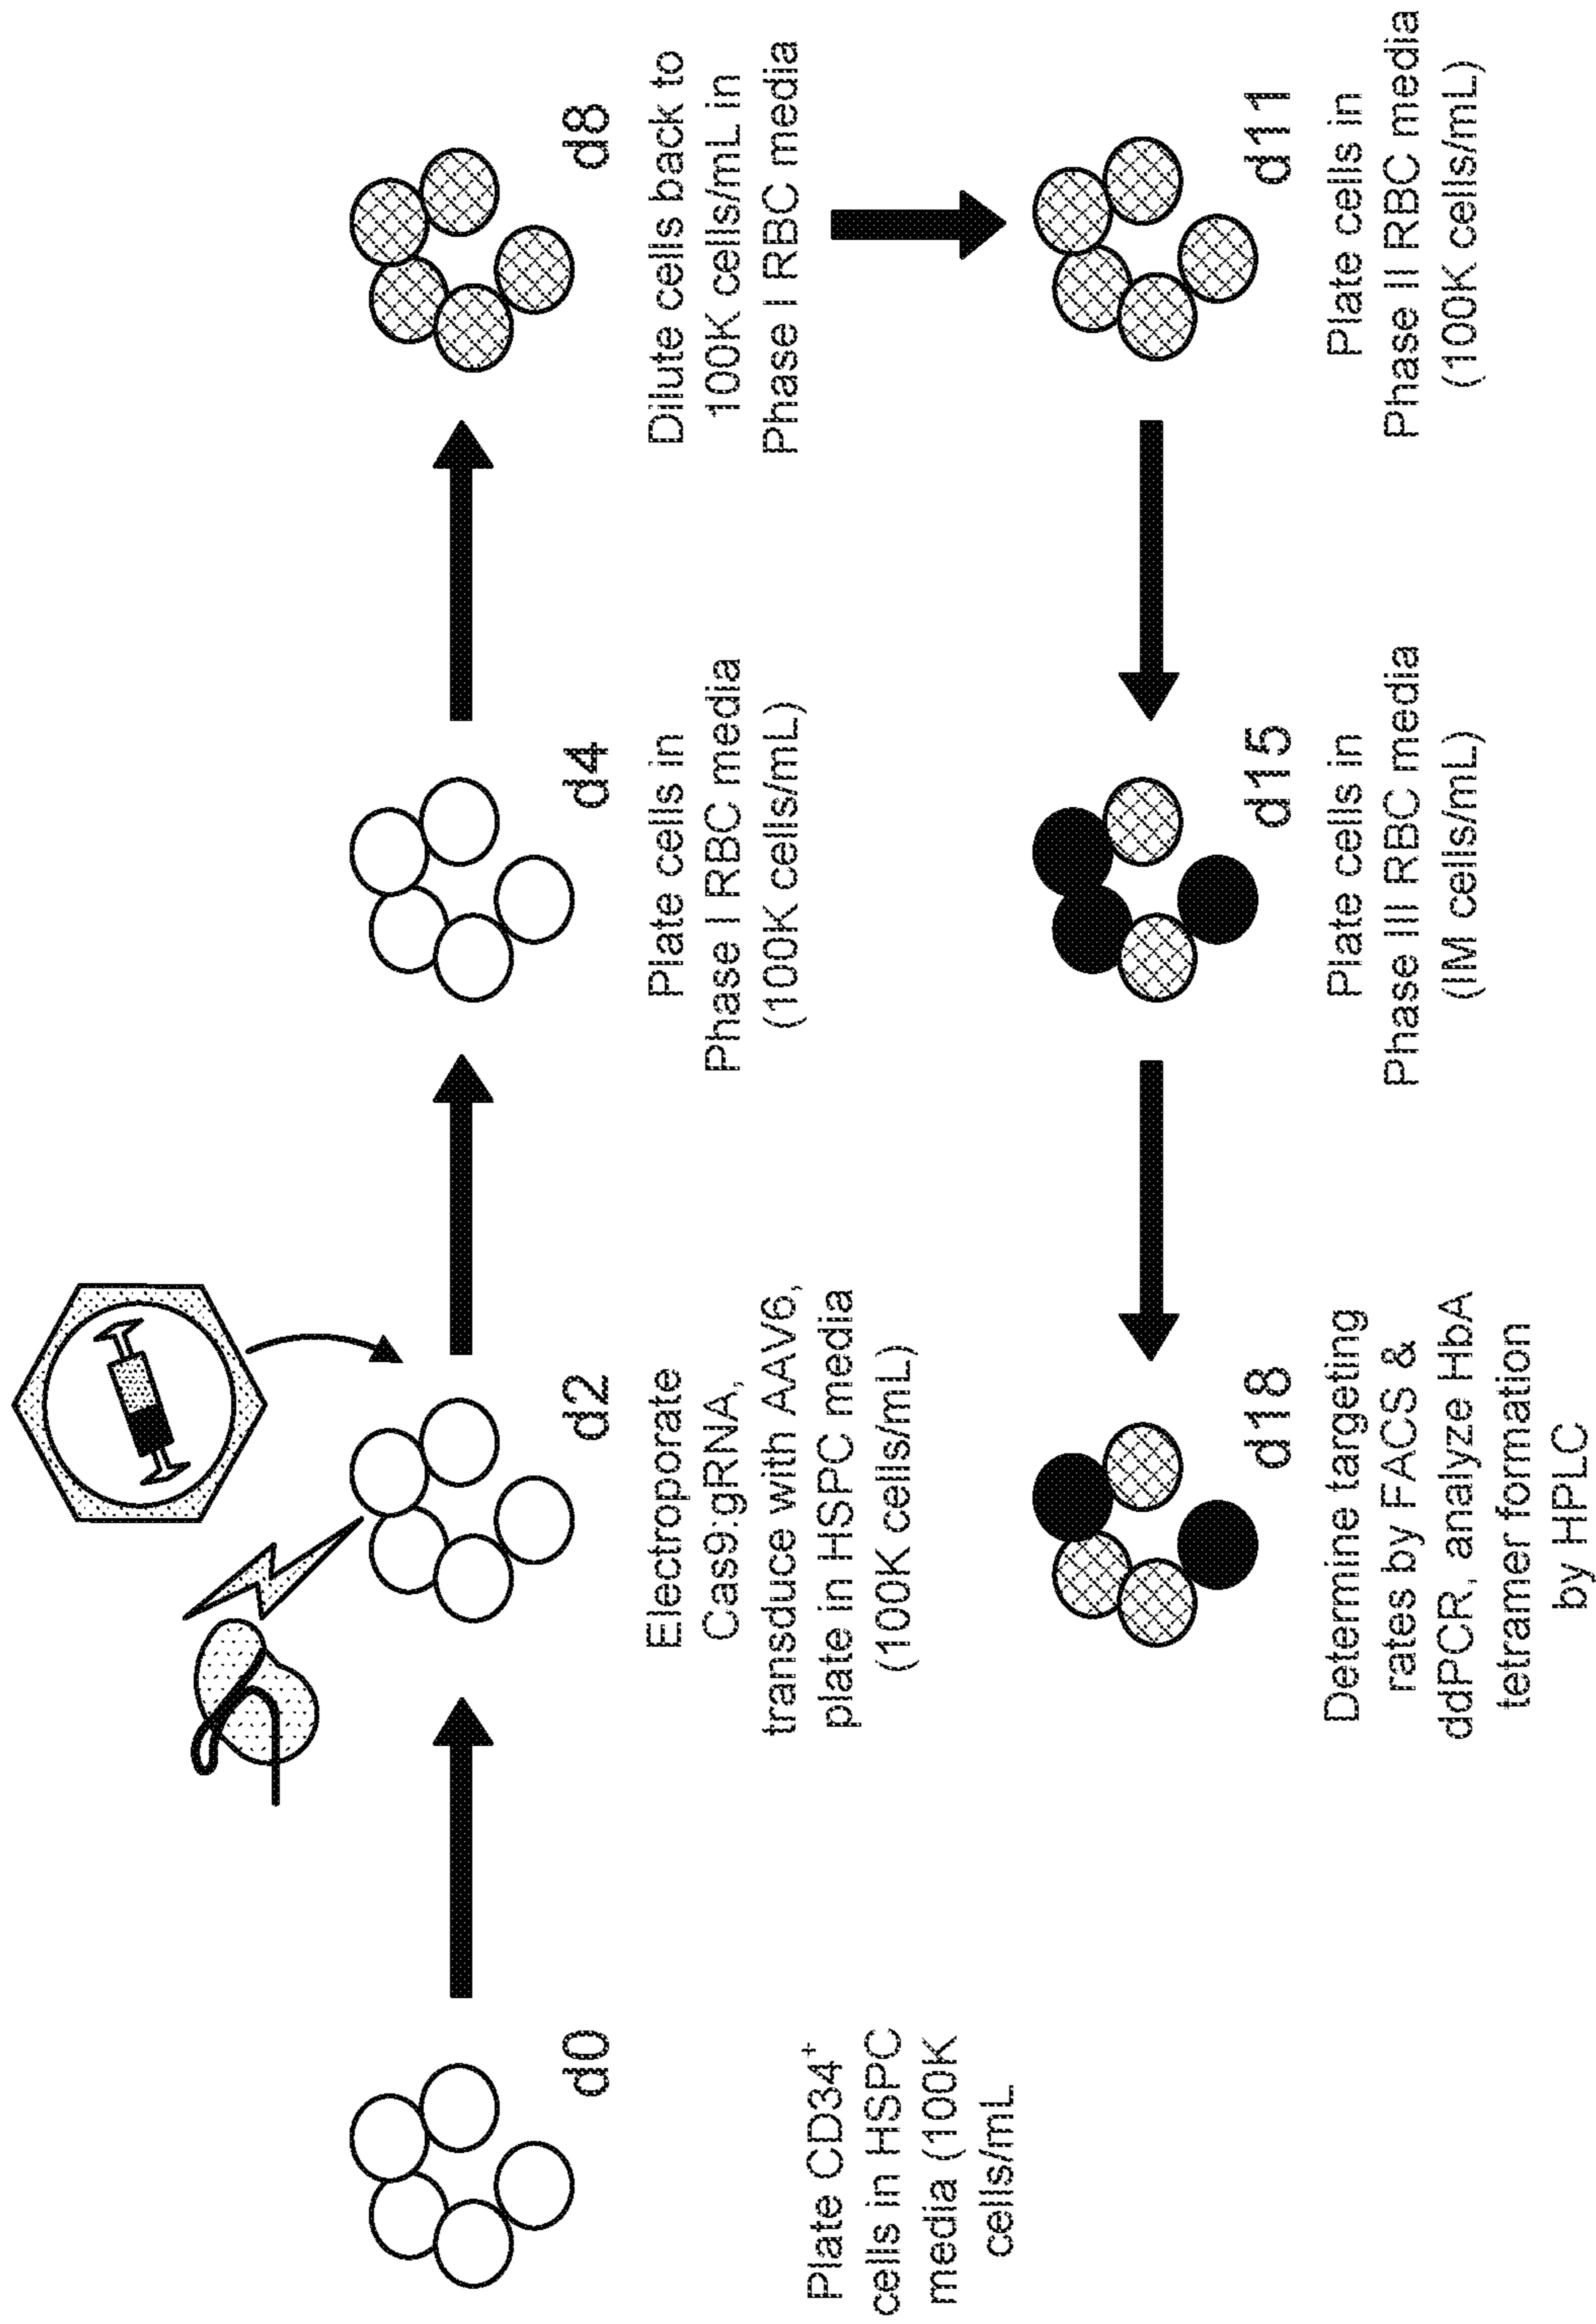 d0
Plate CD34⁺
cells in HSPC
media (100K
cells/mL
d2
Electroporate
Cas9:gRNA,
transduce with AAV6,
plate in HSPC media
(100K cells/mL)
d4
Plate cells in
Phase I RBC media
(100K cells/mL)
d8
Dilute cells back to
100K cells/mL in
Phase I RBC media
d11
Plate cells in
Phase II RBC media
(100K cells/mL)
d15
Plate cells in
Phase III RBC media
(IM cells/mL)
d18
Determine targeting
rates by FACS &
ddPCR, analyze HbA
tetramer formation
by HPLC